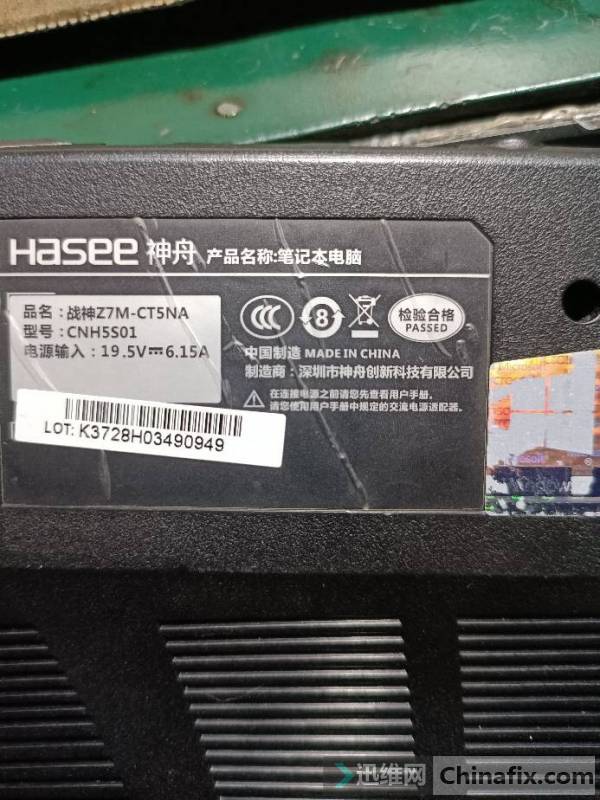 Hasee 神舟 产品名称:笔记本电脑
品名：战神Z7M-CT5NA
型号：CNH5S01
电源输入：19.5V⎓6.15A
CCC
8
检验合格
PASSED
中国制造 MADE IN CHINA
制造商：深圳市神舟创新科技有限公司
在连接电源之前请您先查看用户手册。
请您使用用户手册中规定的交流电源适配器。
LOT: K3728H03490949
Microsoft
迅维网
Chinafix.com